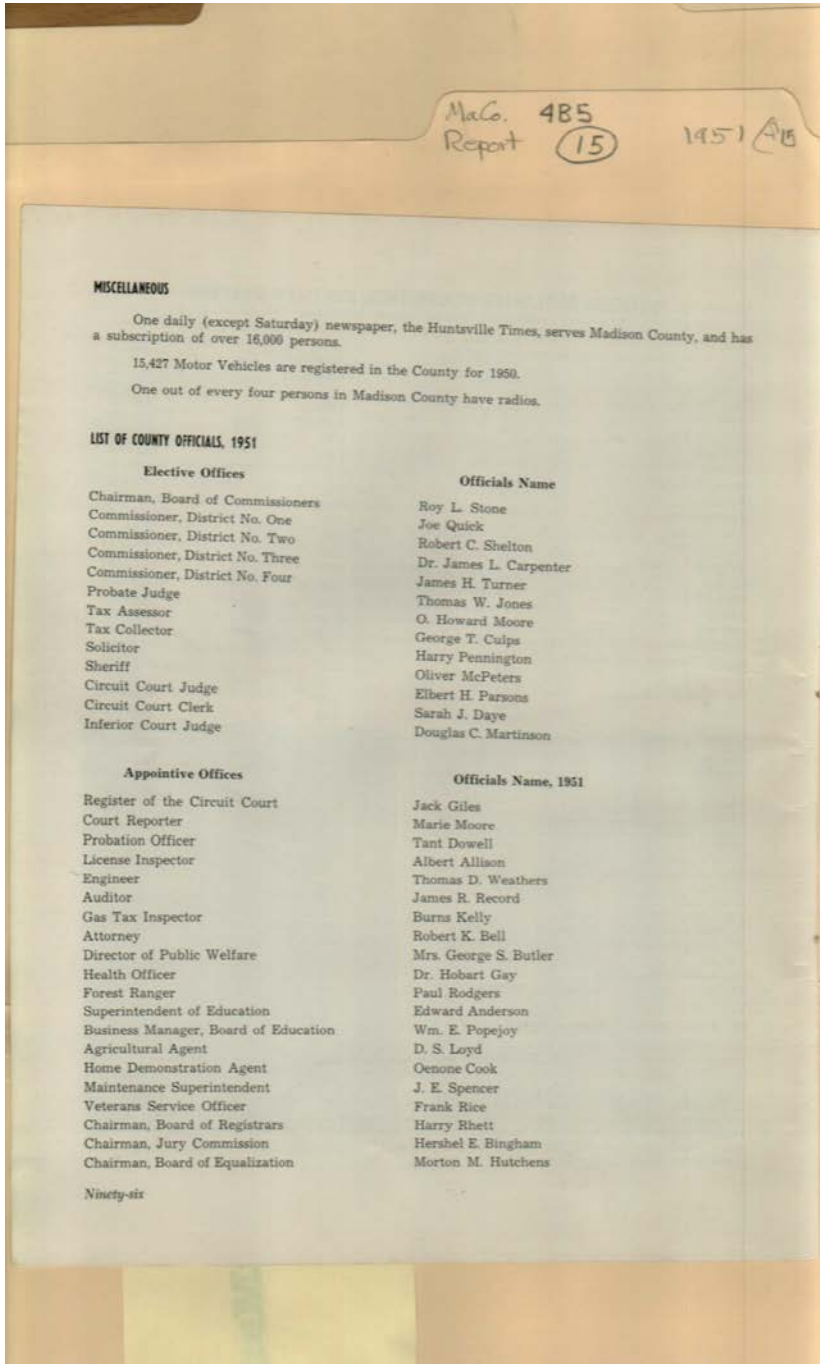 MaCo. 4B5
Report 15 1951
MISCELLANEOUS
One daily (except Saturday) newspaper, the Huntsville Times, serves Madison County, and has
a subscription of over 16,000 persons.
15,427 Motor Vehicles are registered in the County for 1950.
One out of every four persons in Madison County have radios.
LIST OF COUNTY OFFICIALS, 1951
Elective Offices Officials Name
Chairman, Board of Commissioners Roy L. Stone
Commissioner, District No. One Joe Quick
Commissioner, District No. Two Robert C. Shelton
Commissioner, District No. Three Dr. James L. Carpenter
Commissioner, District No. Four James H. Turner
Probate Judge Thomas W. Jones
Tax Assessor O. Howard Moore
Tax Collector George T. Culps
Solicitor Harry Pennington
Sheriff Oliver McPeters
Circuit Court Judge Elbert H. Parsons
Circuit Court Clerk Sarah J. Daye
Inferior Court Judge Douglas C. Martinson
Appointive Offices Officials Name, 1951
Register of the Circuit Court Jack Giles
Court Reporter Marie Moore
Probation Officer Tant Dowell
License Inspector Albert Allison
Engineer Thomas D. Weathers
Auditor James R. Record
Gas Tax Inspector Burns Kelly
Attorney Robert K. Bell
Director of Public Welfare Mrs. George S. Butler
Health Officer Dr. Hobart Gay
Forest Ranger Paul Rodgers
Superintendent of Education Edward Anderson
Business Manager, Board of Education Wm. E. Popejoy
Agricultural Agent D. S. Loyd
Home Demonstration Agent Oenone Cook
Maintenance Superintendent J. E. Spencer
Veterans Service Officer Frank Rice
Chairman, Board of Registrars Harry Rhett
Chairman, Jury Commission Hershel E. Bingham
Chairman, Board of Equalization Morton M. Hutchens
Ninety-six